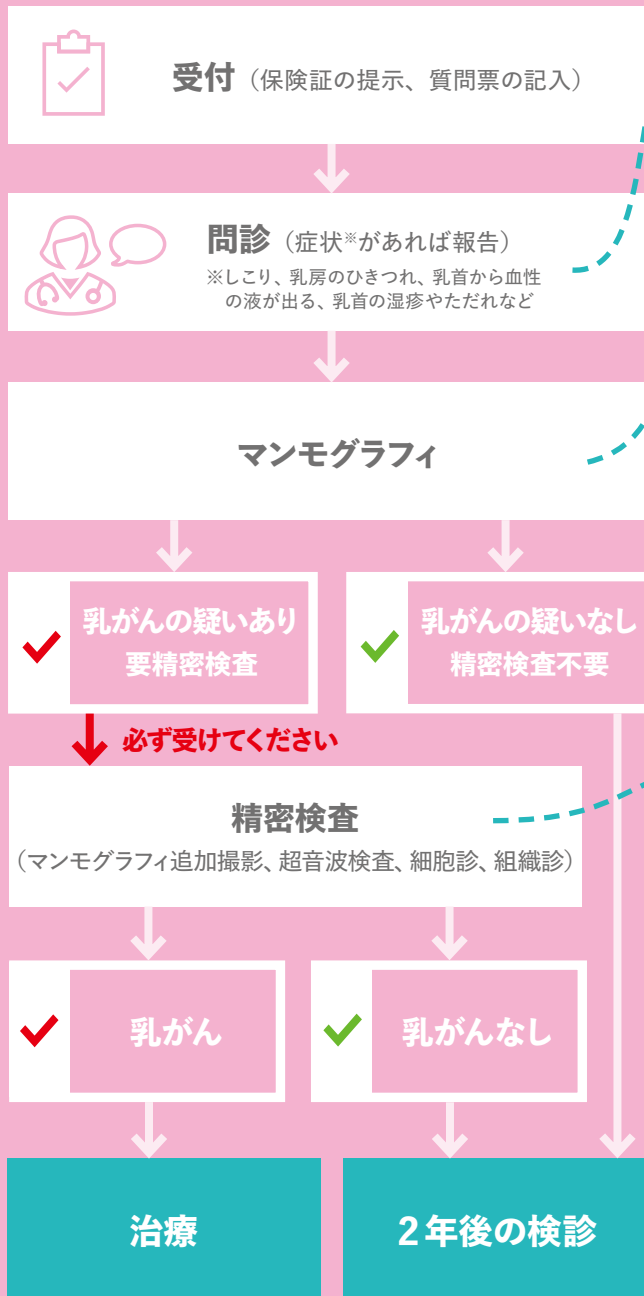 受付（保険証の提示、質問票の記入）
問診（症状※があれば報告）
※しこり、乳房のひきつれ、乳首から血性
の液が出る、乳首の湿疹やただれなど
マンモグラフィ
乳がんの疑いあり
要精密検査
乳がんの疑いなし
精密検査不要
必ず受けてください
精密検査
（マンモグラフィ追加撮影、超音波検査、細胞診、組織診）
乳がん
乳がんなし
治療
2年後の検診